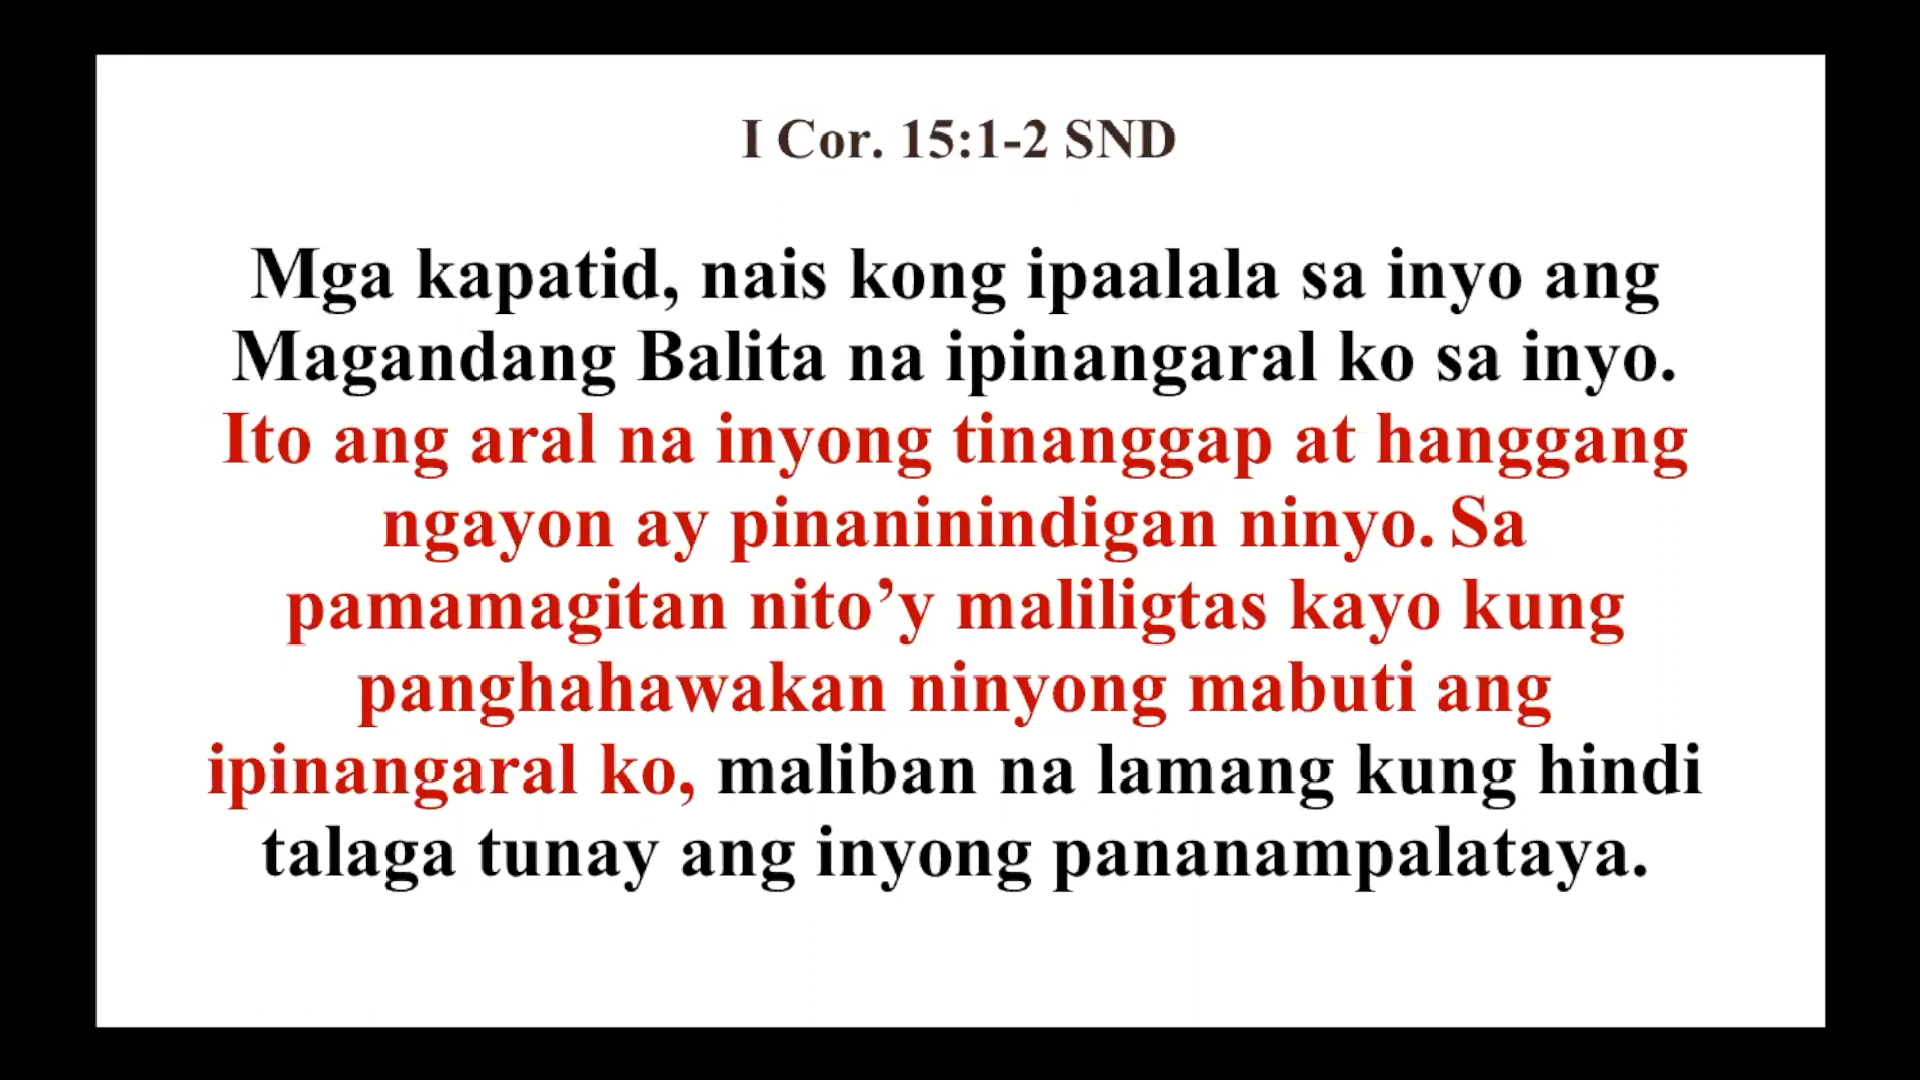 I Cor. 15:1-2 SND
Mga kapatid, nais kong ipaalala sa inyo ang
Magandang Balita na ipinangaral ko sa inyo.
Ito ang aral na inyong tinanggap at hanggang
ngayon ay pinaninindigan ninyo. Sa
pamamagitan nito’y maliligtas kayo kung
panghahawakan ninyong mabuti ang
ipinangaral ko, maliban na lamang kung hindi
talaga tunay ang inyong pananampalataya.